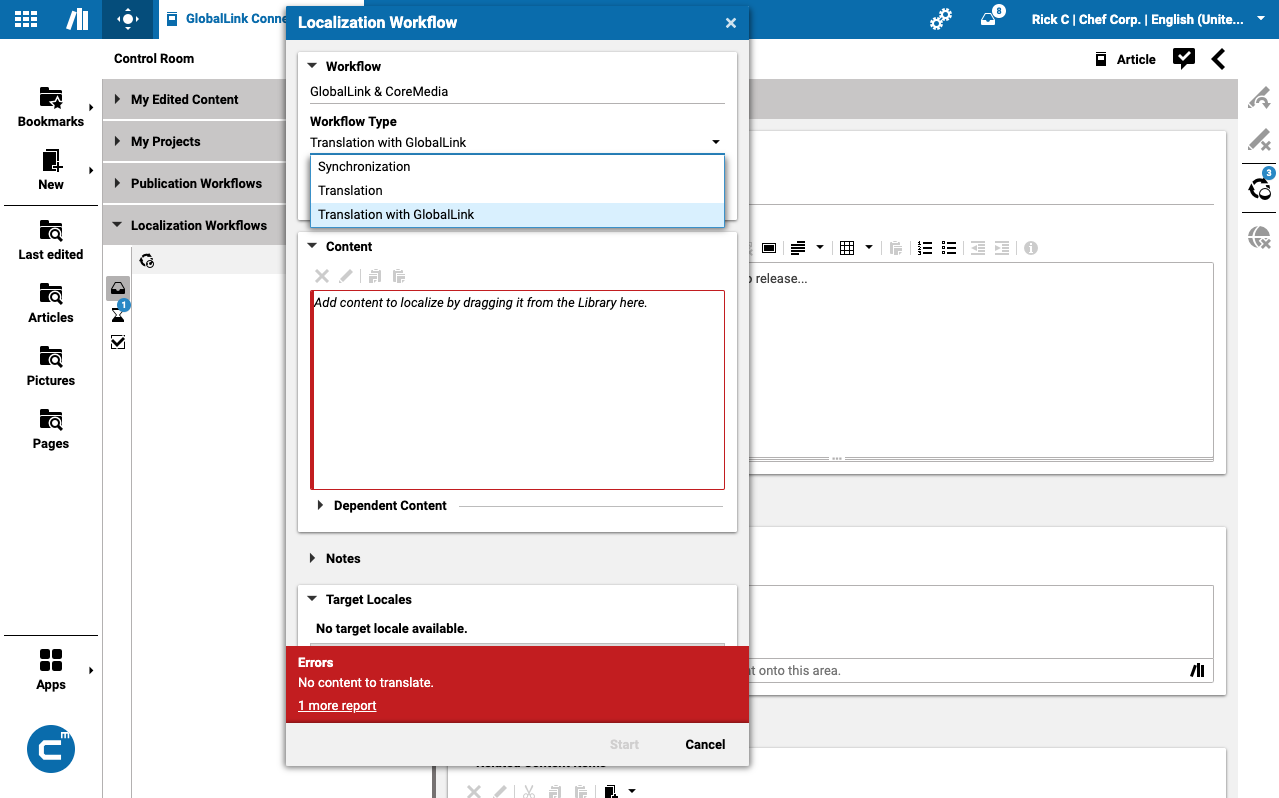 GlobalLink Conne
Localization Workflow
8
Rick C | Chef Corp. | English (Unite...
Control Room
Article
Bookmarks
New
Last edited
Articles
Pictures
Pages
Apps
m
My Edited Content
My Projects
Publication Workflows
Localization Workflows
1
Workflow
GlobalLink & CoreMedia
Workflow Type
Translation with GlobalLink
Synchronization
Translation
Translation with GlobalLink
Content
Add content to localize by dragging it from the Library here.
Dependent Content
Notes
Target Locales
No target locale available.
Errors
No content to translate.
1 more report
Start
Cancel
release...
onto this area.
Related Content Items
3